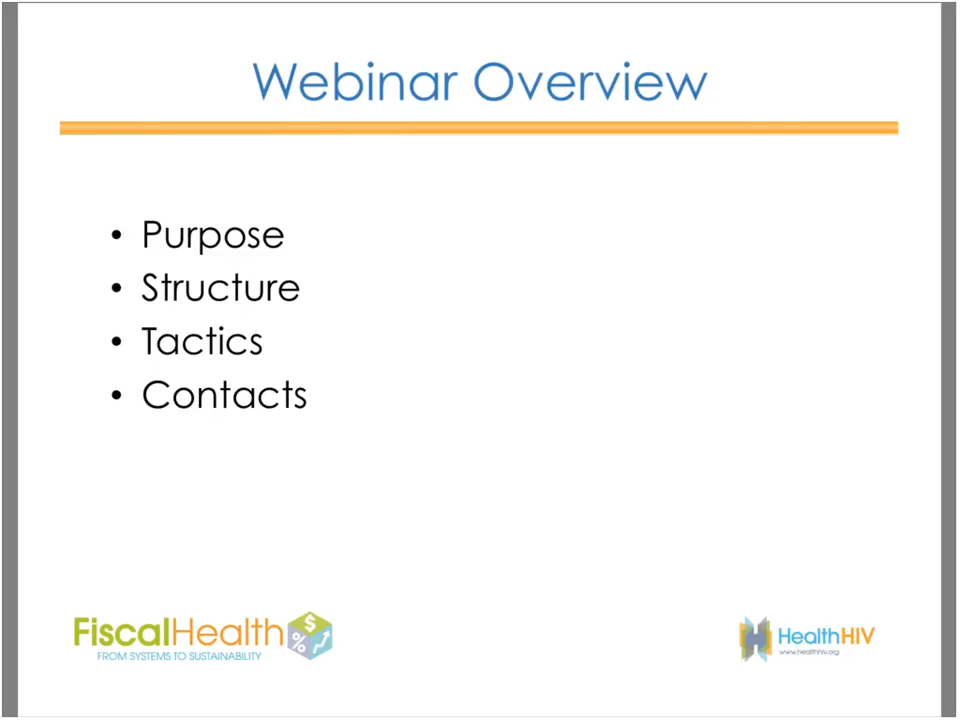 Webinar Overview
• Purpose
• Structure
• Tactics
• Contacts
FiscalHealth $ %
FROM SYSTEMS TO SUSTAINABILITY
H HealthHIV
www.healthhiv.org